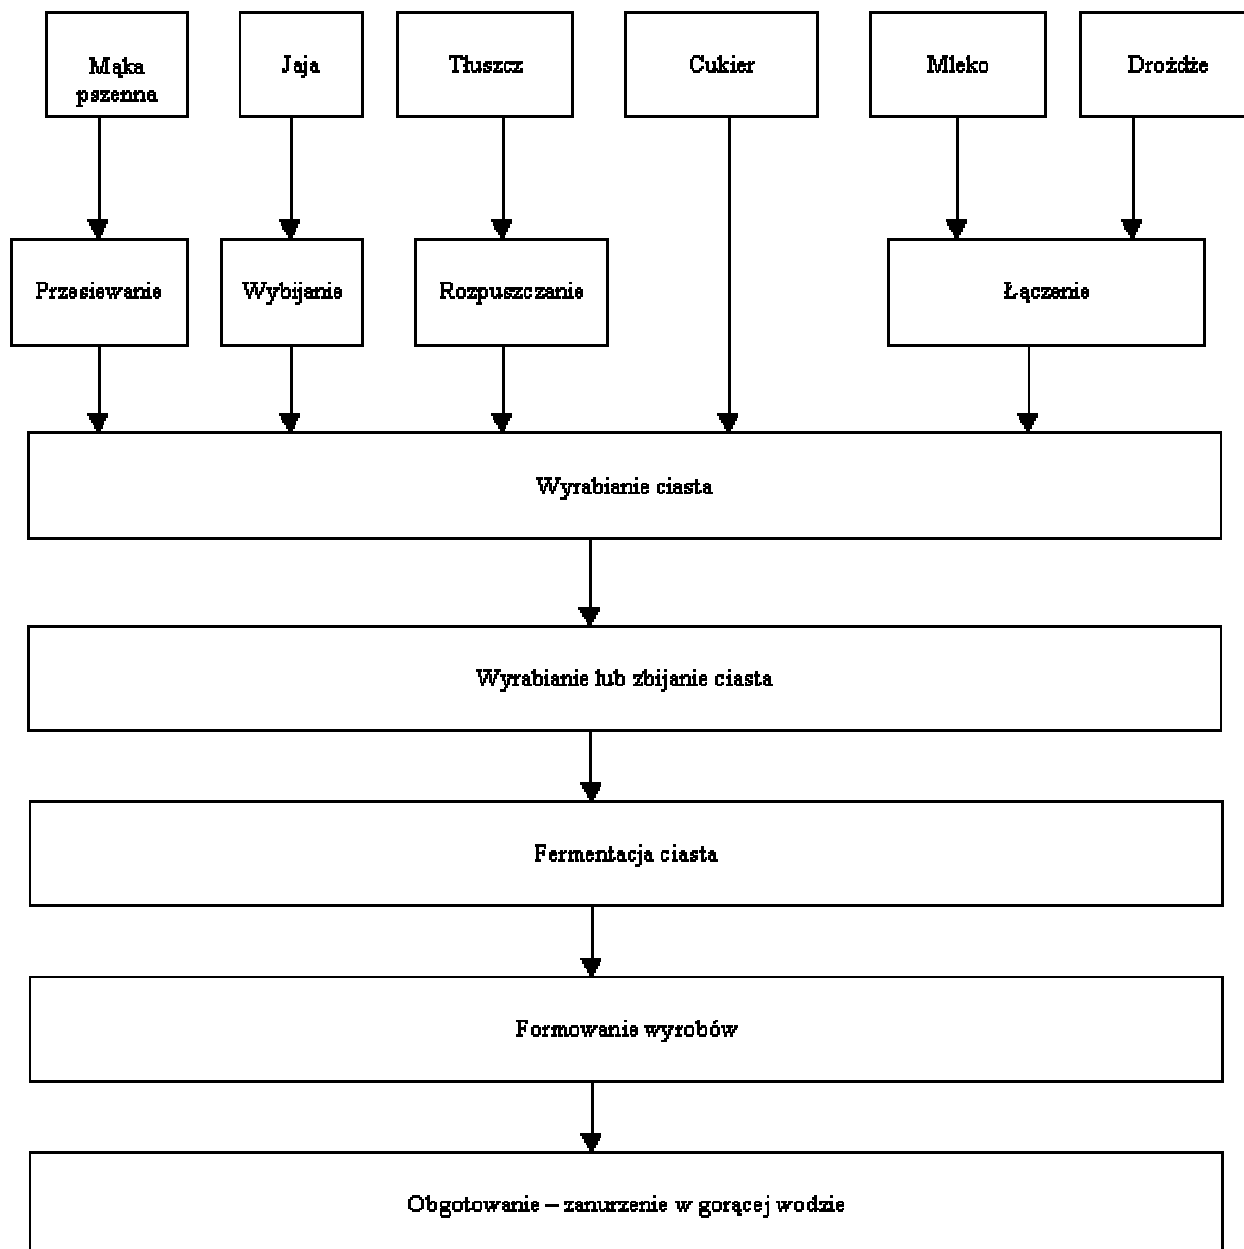 Mąka
pszenna
Jaja
Tłuszcz
Cukier
Mleko
Drożdże
Przesiewanie
Wybijanie
Rozpuszczanie
Łączenie
Wyrabianie ciasta
Wyrabianie lub zbijanie ciasta
Fermentacja ciasta
Formowanie wyrobów
Obgotowanie – zanurzenie w gorącej wodzie